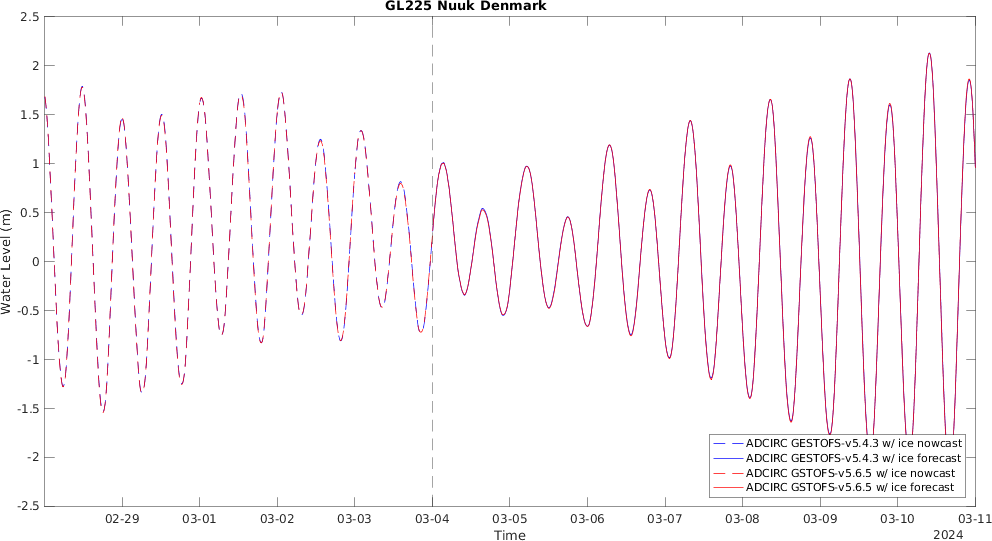 GL225 Nuuk Denmark
2.5
2
1.5
1
0.5
0
-0.5
-1
-1.5
-2
-2.5
Water Level (m)
ADCIRC GESTOFS-v5.4.3 w/ ice nowcast
ADCIRC GESTOFS-v5.4.3 w/ ice forecast
ADCIRC GSTOFS-v5.6.5 w/ ice nowcast
ADCIRC GSTOFS-v5.6.5 w/ ice forecast
02-29 03-01 03-02 03-03 03-04 03-05 03-06 03-07 03-08 03-09 03-10 03-11
Time
2024